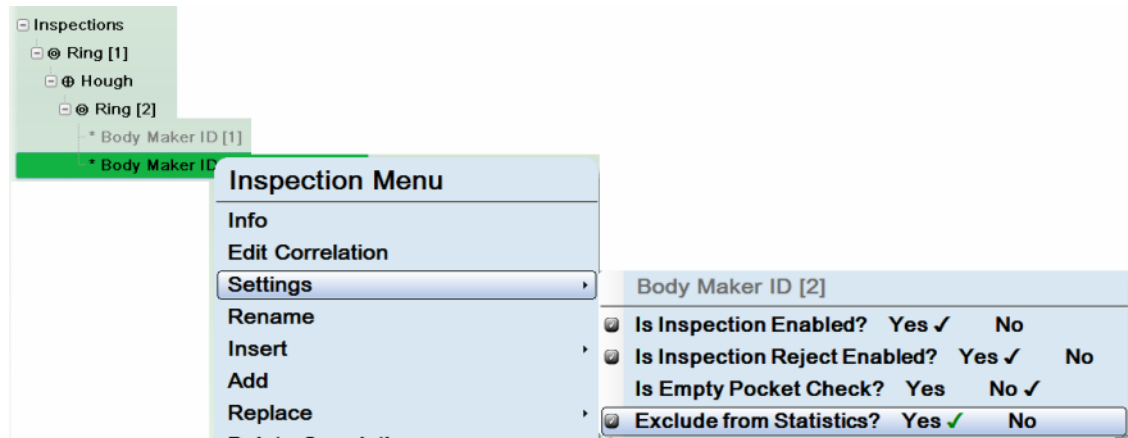 Inspections
Ring [1]
Hough
Ring [2]
* Body Maker ID [1]
* Body Maker ID
Inspection Menu
Info
Edit Correlation
Settings
Rename
Insert
Add
Replace
Body Maker ID [2]
Is Inspection Enabled? Yes ✓ No
Is Inspection Reject Enabled? Yes ✓ No
Is Empty Pocket Check? Yes No ✓
Exclude from Statistics? Yes ✓ No